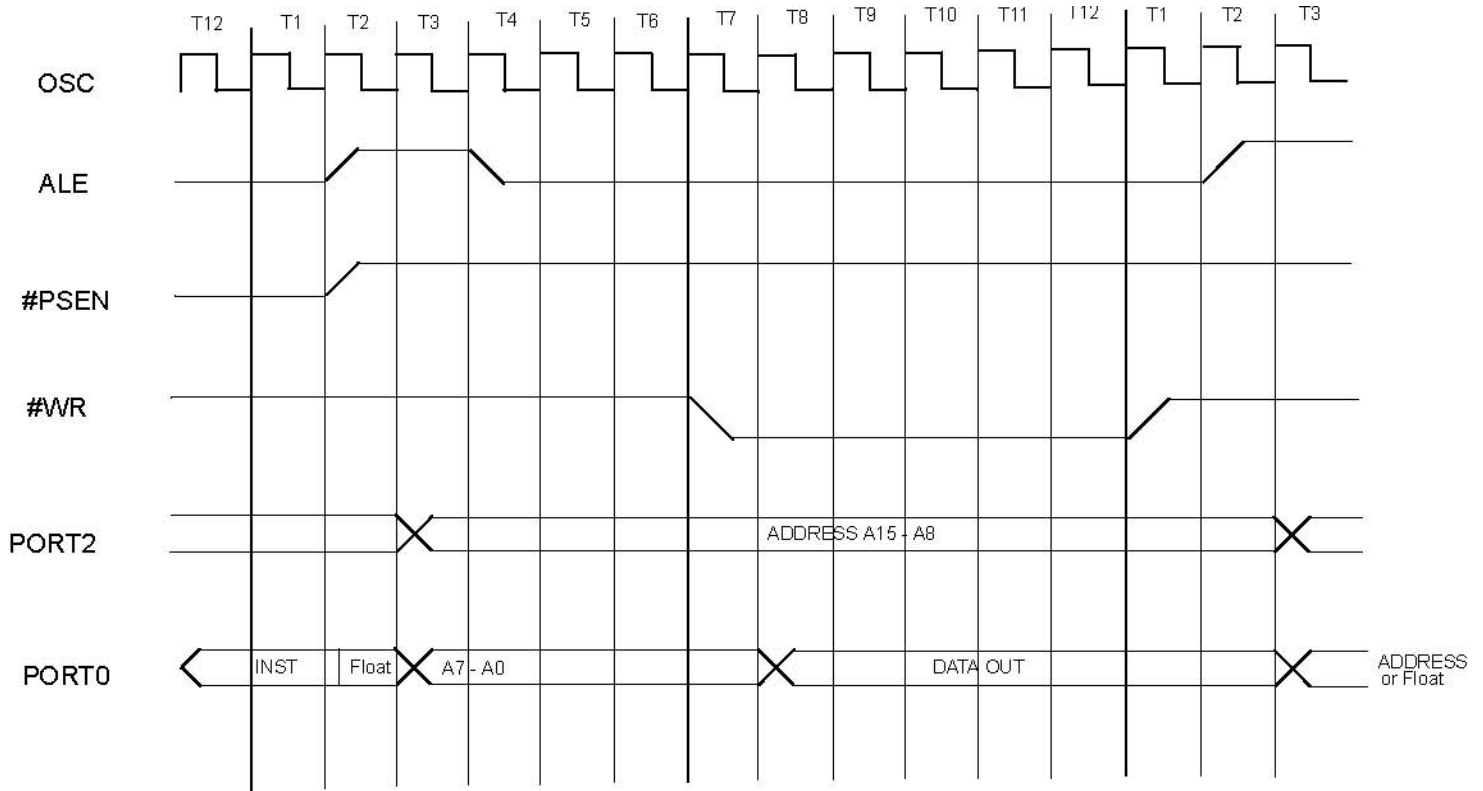 T12 T1 T2 T3 T4 T5 T6 T7 T8 T9 T10 T11 T12 T1 T2 T3
OSC
ALE
#PSEN
#WR
PORT2 ADDRESS A15 - A8
PORT0 INST Float A7 - A0 DATA OUT ADDRESS
or Float